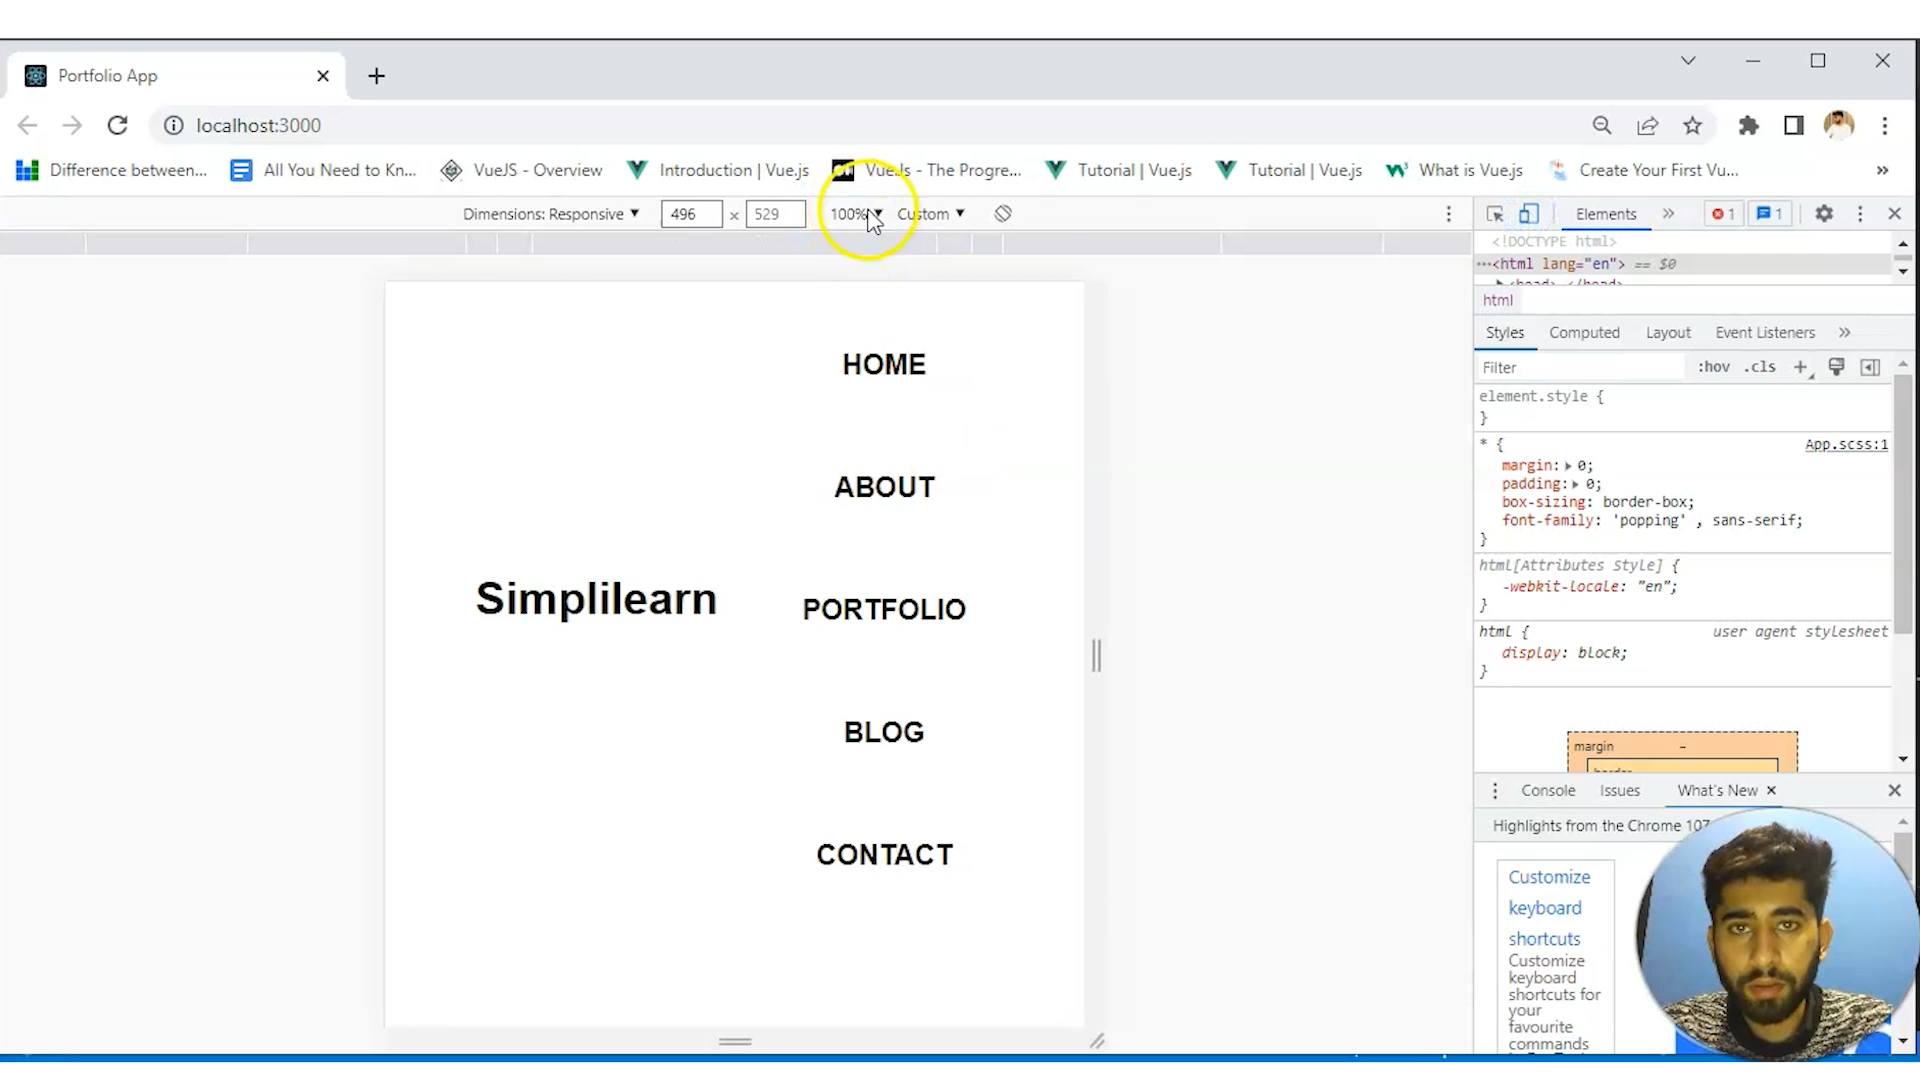 Portfolio App
localhost:3000
Difference between...
All You Need to Kn...
VueJS - Overview
Introduction | Vue.js
Vue.js - The Progre...
Tutorial | Vue.js
Tutorial | Vue.js
What is Vue.js
Create Your First Vu...
Dimensions: Responsive
496 x 529
100%
Custom
Elements
1
1
<!DOCTYPE html>
<html lang="en"> == $0
html
Styles
Computed
Layout
Event Listeners
Filter
:hov .cls
element.style {
}
* {
App.scss:1
margin: 0;
padding: 0;
box-sizing: border-box;
font-family: 'popping' , sans-serif;
}
html[Attributes Style] {
-webkit-locale: "en";
}
html {
user agent stylesheet
display: block;
}
margin
-
HOME
ABOUT
Simplilearn
PORTFOLIO
BLOG
CONTACT
Console
Issues
What's New
Highlights from the Chrome 107
Customize
keyboard
shortcuts
Customize
keyboard
shortcuts for
your
favourite
commands